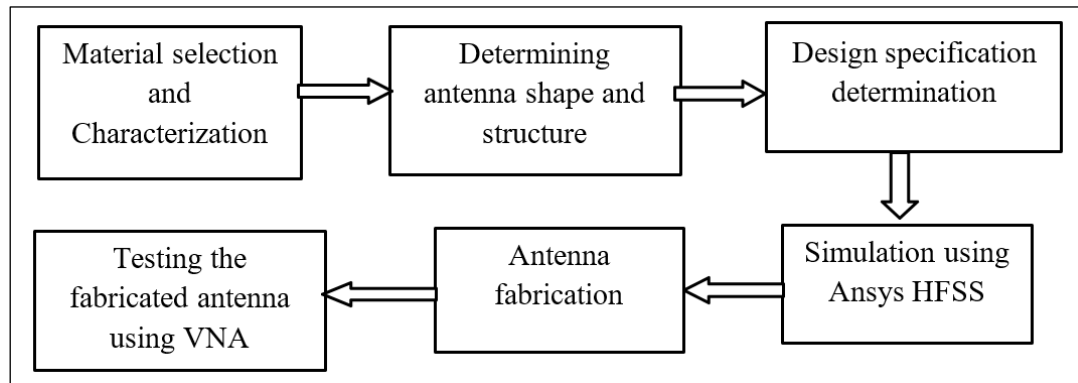 Material selection
and
Characterization
Determining
antenna shape and
structure
Design specification
determination
Simulation using
Ansys HFSS
Antenna
fabrication
Testing the
fabricated antenna
using VNA